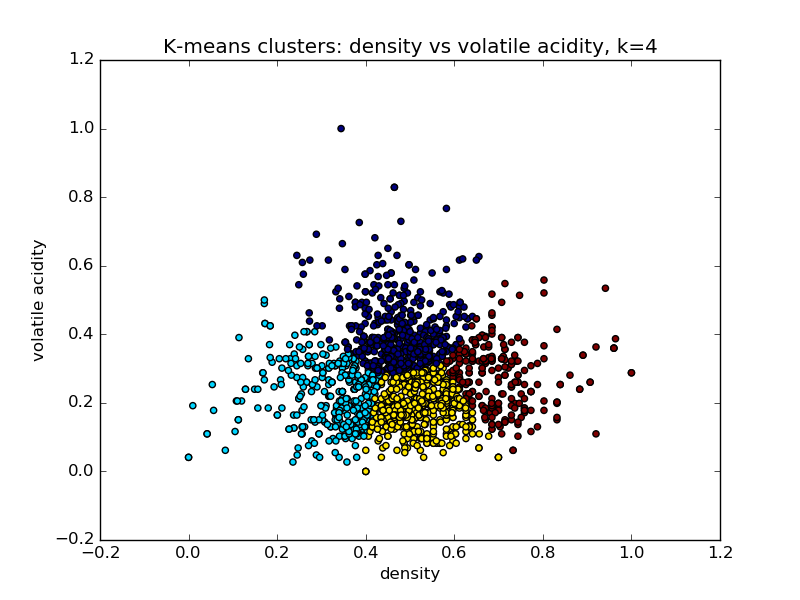 K-means clusters: density vs volatile acidity, k=4
1.2
1.0
0.8
0.6
0.4
0.2
0.0
−0.2
volatile acidity
−0.2 0.0 0.2 0.4 0.6 0.8 1.0 1.2
density